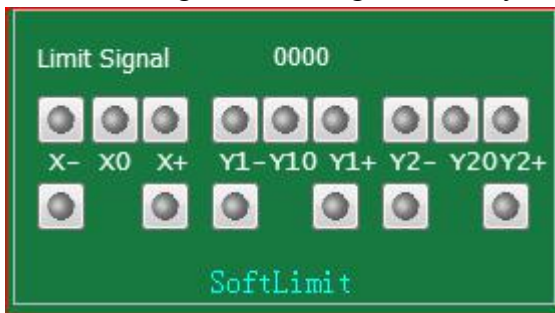 Limit Signal 0000
X- X0 X+ Y1- Y10 Y1+ Y2- Y20 Y2+
SoftLimit